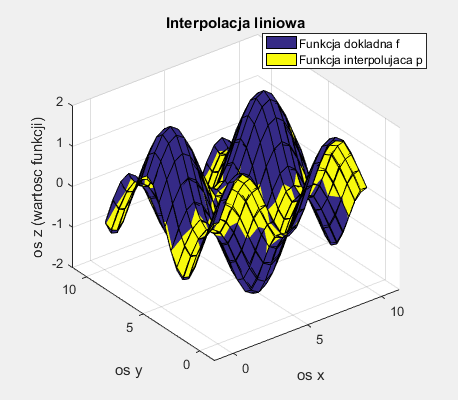 Interpolacja liniowa
Funkcja dokladna f
Funkcja interpolujaca p
os z (wartosc funkcji)
2
1
0
-1
-2
10
5
0
os y
0
5
10
os x